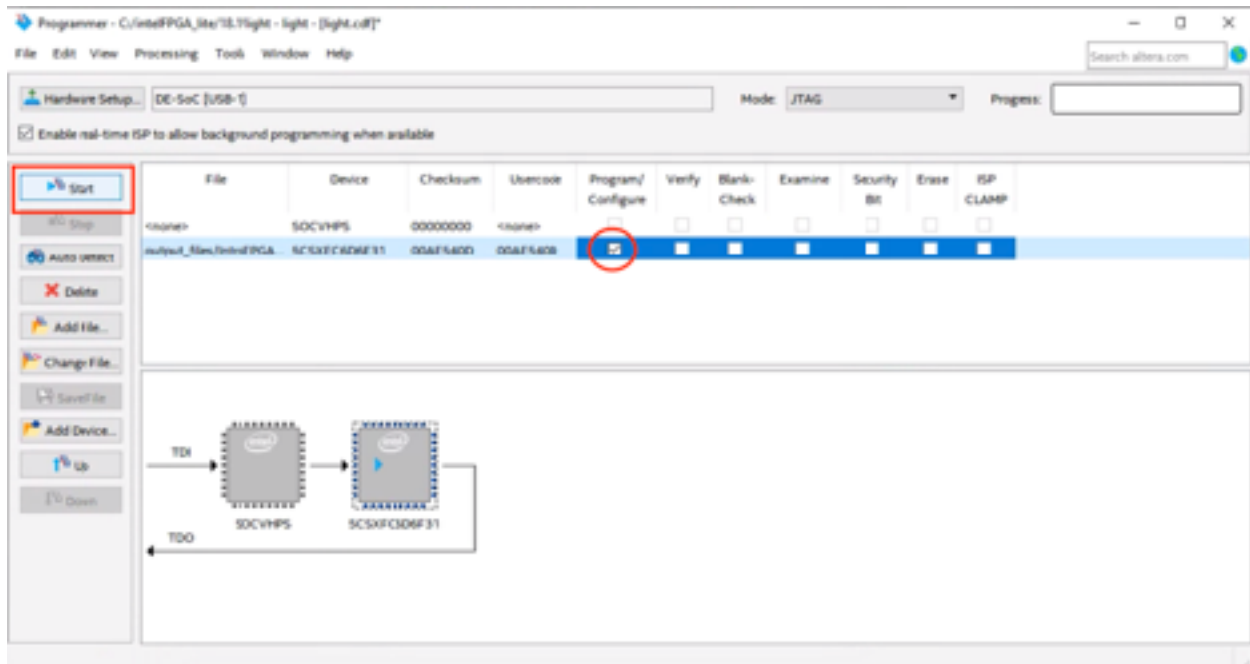 Programmer - C:/intelFPGA_lite/18.1/light - light - [light.cdf]*
File Edit View Processing Tools Window Help
Search altera.com
Hardware Setup... DE-SoC [USB-1] Mode: JTAG Progress:
Enable real-time ISP to allow background programming when available
Start
Stop
Auto Detect
Delete
Add File...
Change File...
Save File
Add Device...
Up
Down
File Device Checksum Usercode Program/ Verify Blank- Examine Security Erase ISP
Configure Check Bit CLAMP
<none> SOCVHPS 00000000 <none>
TDI
SOCVHPS
TDO
intel
intel